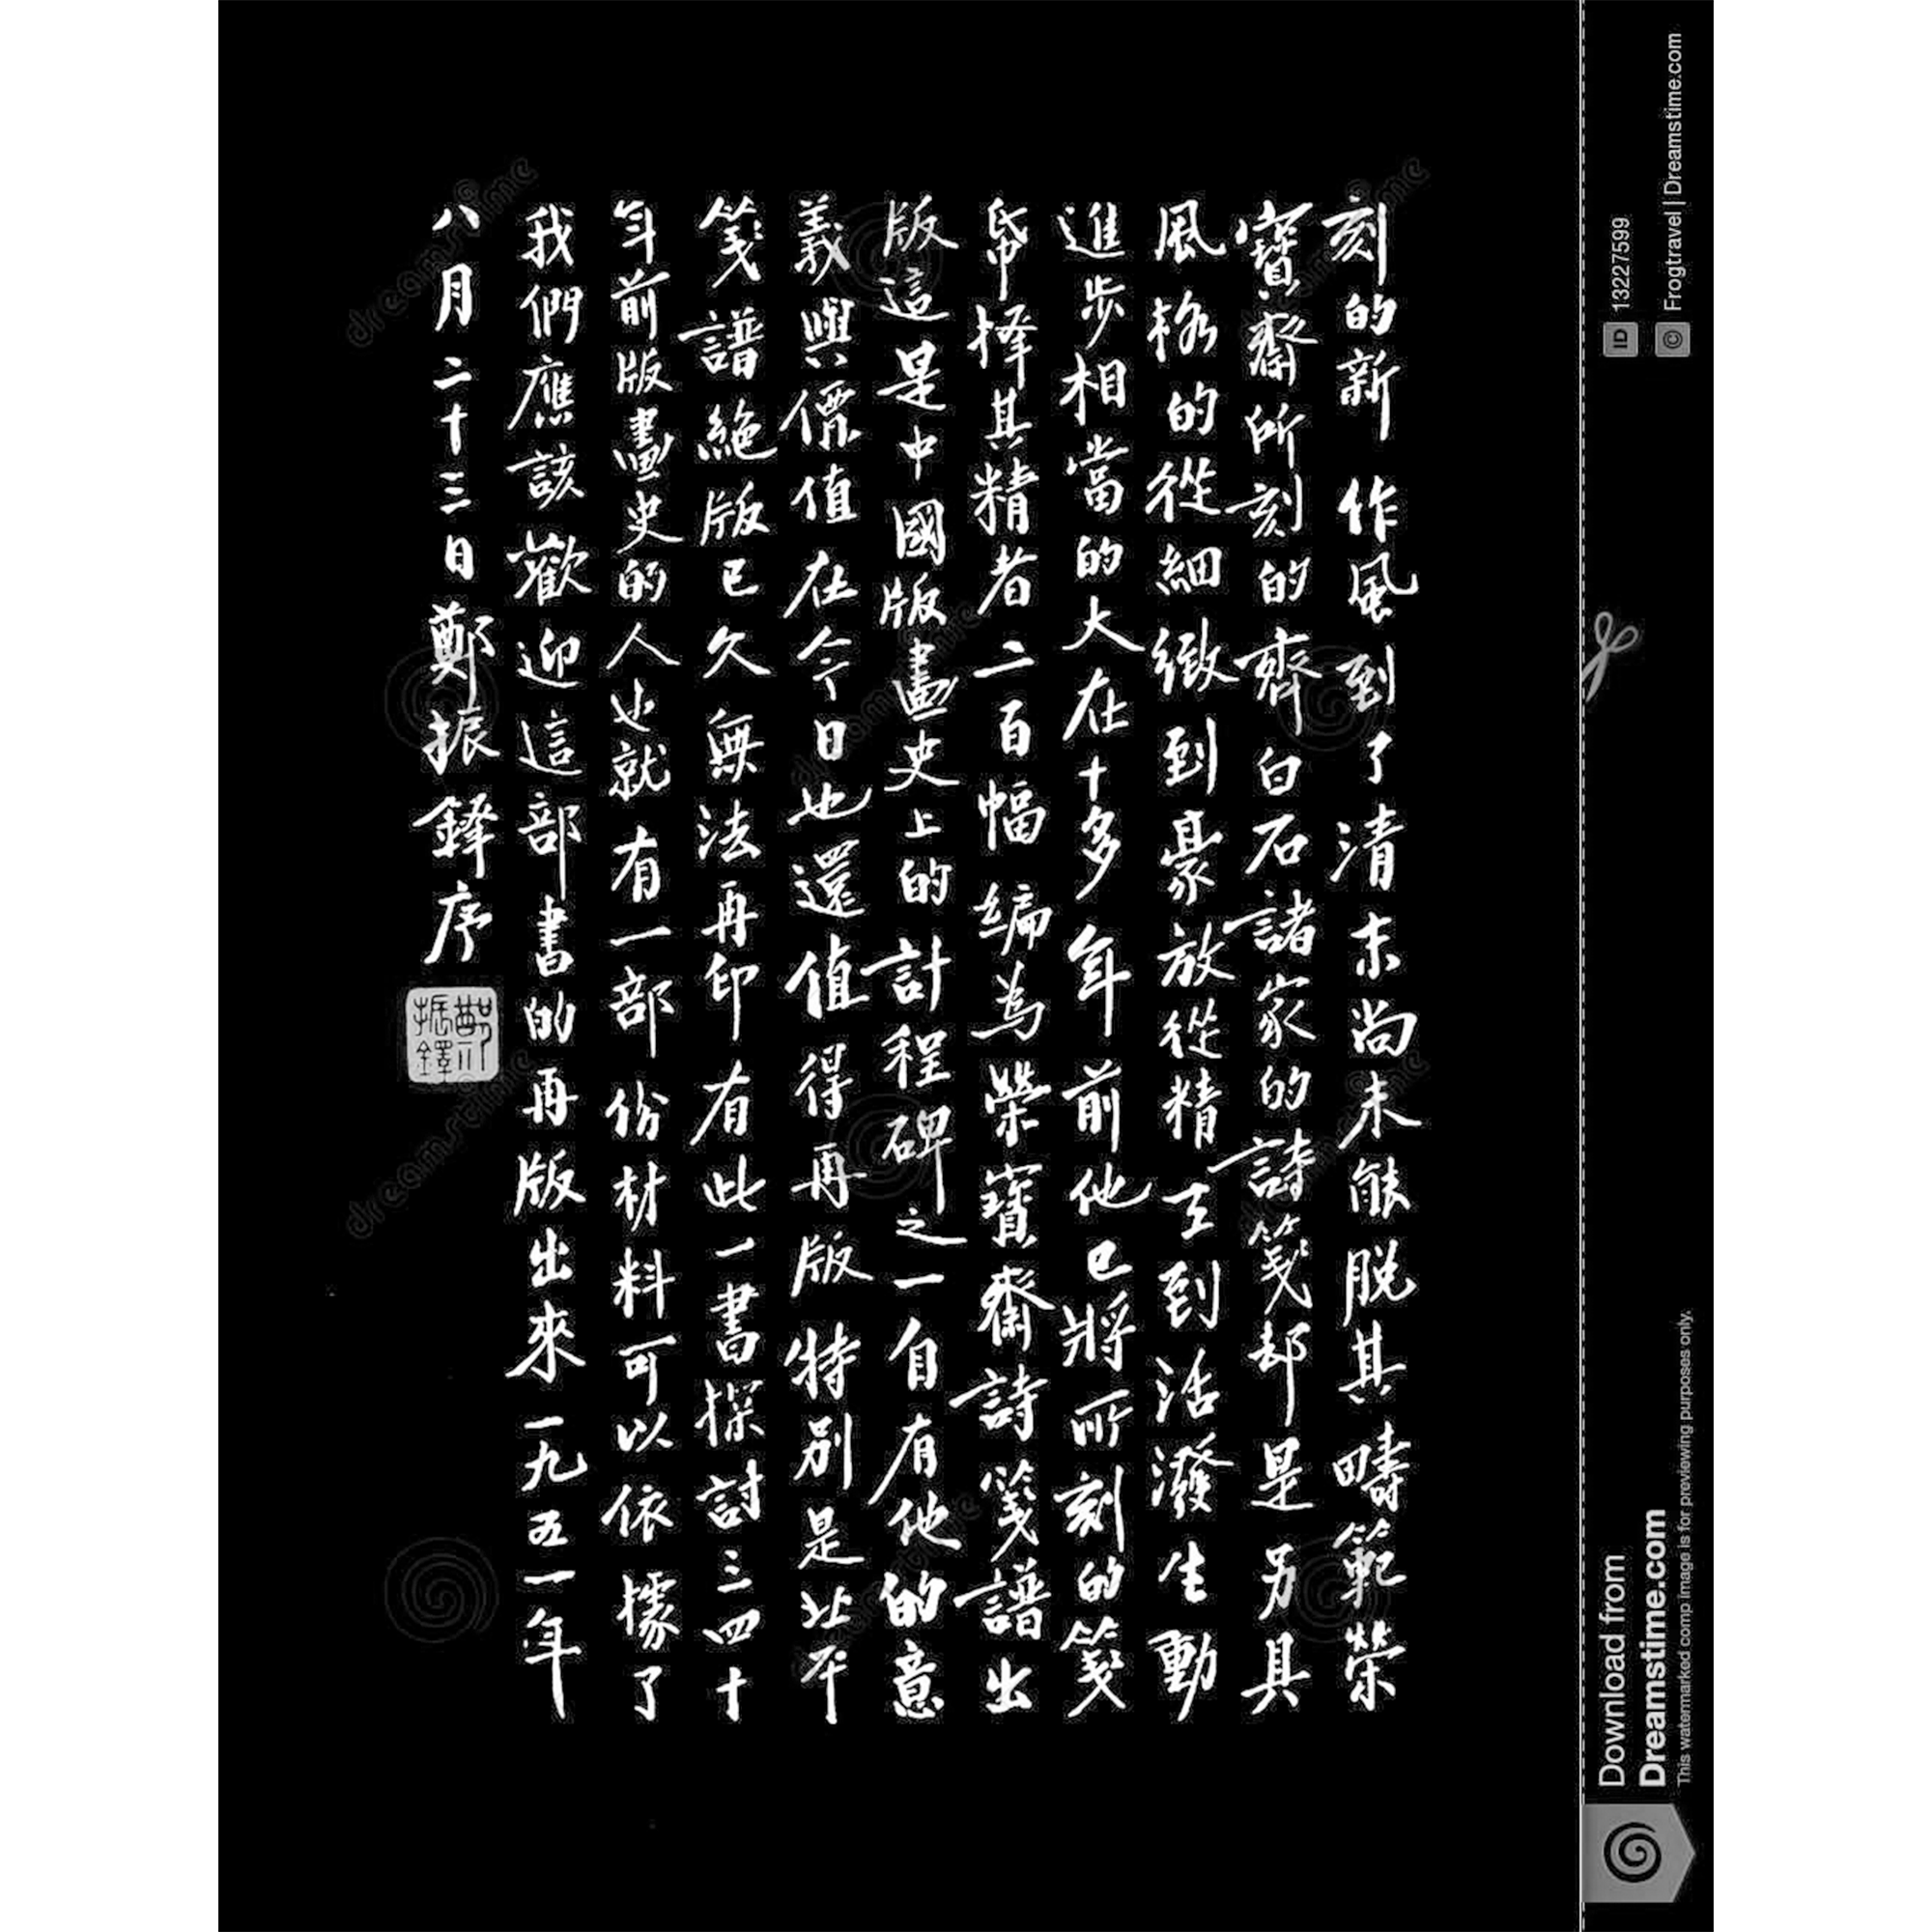 刻的新作風到了清末尚未能脱其疇範榮
寶齋所刻的齊白石諸家的詩箋却是另具
風格的從細緻到豪放從精工到活潑生動
進步相當的大在十多年前他已將所刻的箋
帋擇其精者二百幅編為榮寶齋詩箋譜出
版這是中國版畫史上的計程碑之一自有他的意
義與價值在今日也還值得再版特別是北平
箋譜絕版已久無法再印有此一書探討三四十
年前版畫史的人也就有一部份材料可以依據了
我們應該歡迎這部書的再版出來一九五一年
八月二十三日鄭振鐸序
鄭振鐸
ID 13227599
© Frogtravel | Dreamstime.com
Download from
Dreamstime.com
This watermarked comp image is for previewing purposes only.
dreamstime